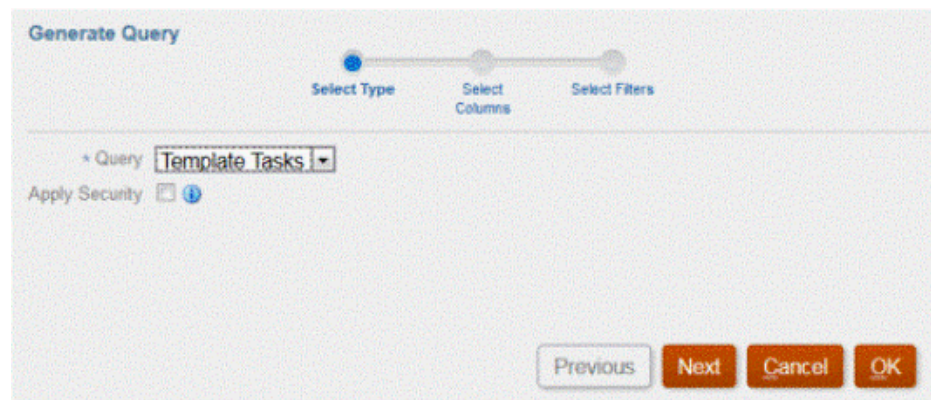 Generate Query
Select Type
Select
Columns
Select Filters
* Query Template Tasks
Apply Security
Previous Next Cancel OK